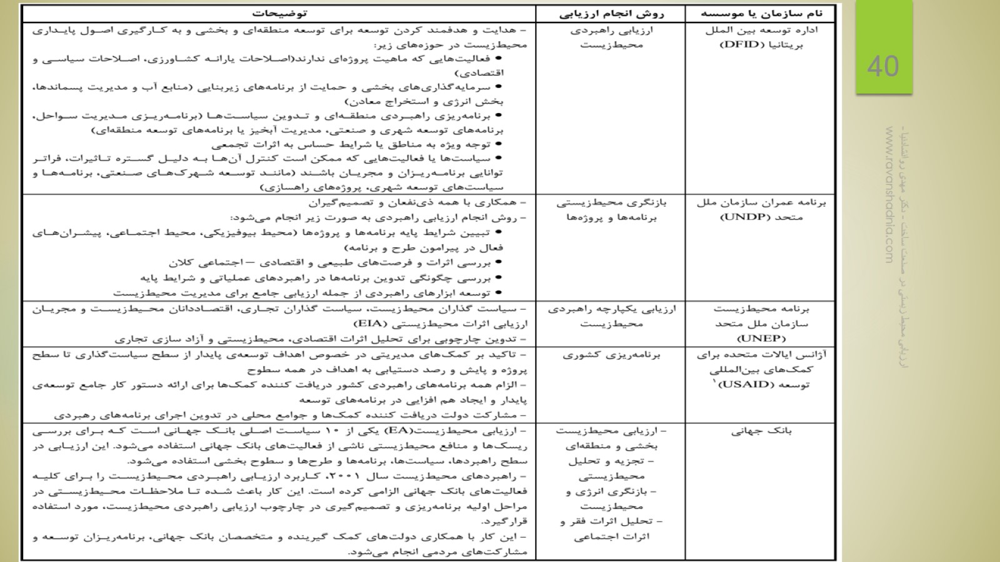 نام سازمان یا موسسه
روش انجام ارزیابی
توضیحات
اداره توسعه بین الملل
بریتانیا (DFID)
ارزیابی راهبردی
محیط‌زیست
- هدایت و هدفمند کردن توسعه برای توسعه منطقه‌ای و بخشی و به کارگیری اصول پایداری
محیط‌زیست در حوزه‌های زیر:
• فعالیت‌هایی که ماهیت پروژه‌ای ندارند(اصلاحات یارانه کشاورزی، اصلاحات سیاسی و
اقتصادی)
• سرمایه‌گذاری‌های بخشی و حمایت از برنامه‌های زیربنایی (منابع آب و مدیریت پسماندها،
بخش انرژی و استخراج معادن)
• برنامه‌ریزی راهبردی منطقه‌ای و تدوین سیاست‌ها (برنامه‌ریزی مدیریت سواحل،
برنامه‌های توسعه شهری و صنعتی، مدیریت آبخیز یا برنامه‌های توسعه منطقه‌ای)
• توجه ویژه به مناطق یا شرایط حساس به اثرات تجمعی
• سیاست‌ها یا فعالیت‌هایی که ممکن است کنترل آن‌ها به دلیل گستره تاثیرات، فراتر
توانایی برنامه‌ریزان و مجریان باشند (مانند توسعه شهرک‌های صنعتی، برنامه‌ها و
سیاست‌های توسعه شهری، پروژه‌های راهسازی)
برنامه عمران سازمان ملل
متحد (UNDP)
بازنگری محیط‌زیستی
برنامه‌ها و پروژه‌ها
- همکاری با همه ذی‌نفعان و تصمیم‌گیران
- روش انجام ارزیابی راهبردی به صورت زیر انجام می‌شود:
• تبیین شرایط پایه برنامه‌ها و پروژه‌ها (محیط بیوفیزیکی، محیط اجتماعی، پیشران‌های
فعال در پیرامون طرح و برنامه)
• بررسی اثرات و فرصت‌های طبیعی و اقتصادی – اجتماعی کلان
• بررسی چگونگی تدوین برنامه‌ها در راهبردهای عملیاتی و شرایط پایه
• توسعه ابزارهای راهبردی از جمله ارزیابی جامع برای مدیریت محیط‌زیست
برنامه محیط‌زیست
سازمان ملل متحد
(UNEP)
ارزیابی یکپارچه راهبردی
محیط‌زیست
- سیاست گذاران محیط‌زیست، سیاست گذاران تجاری، اقتصاددانان محیط‌زیست و مجریان
ارزیابی اثرات محیط‌زیستی (EIA)
- تدوین چارچوبی برای تحلیل اثرات اقتصادی، محیط‌زیستی و آزاد سازی تجاری
آژانس ایالات متحده برای
کمک‌های بین‌المللی
توسعه (USAID)۱
برنامه‌ریزی کشوری
- تاکید بر کمک‌های مدیریتی در خصوص اهداف توسعه‌ی پایدار از سطح سیاست‌گذاری تا سطح
پروژه و پایش و رصد دستیابی به اهداف در همه سطوح
- الزام همه برنامه‌های راهبردی کشور دریافت کننده کمک‌ها برای ارائه دستور کار جامع توسعه‌ی
پایدار و ایجاد هم افزایی در برنامه‌های توسعه
- مشارکت دولت دریافت کننده کمک‌ها و جوامع محلی در تدوین اجرای برنامه‌های رهبردی
بانک جهانی
- ارزیابی محیط‌زیست
بخشی و منطقه‌ای
- تجزیه و تحلیل
محیط‌زیستی
- بازنگری انرژی و
محیط‌زیست
- تحلیل اثرات فقر و
اثرات اجتماعی
- ارزیابی محیط‌زیست(EA) یکی از ۱۰ سیاست اصلی بانک جهانی است که برای بررسی
ریسک‌ها و منافع محیط‌زیستی ناشی از فعالیت‌های بانک جهانی استفاده می‌شود. این ارزیابی در
سطح راهبردها، سیاست‌ها، برنامه‌ها و طرح‌ها و سطوح بخشی استفاده می‌شود.
- راهبردهای محیط‌زیست سال ۲۰۰۱، کاربرد ارزیابی راهبردی محیط‌زیست را برای کلیه
فعالیت‌های بانک جهانی الزامی کرده است. این کار باعث شده تا ملاحظات محیط‌زیستی در
مراحل اولیه برنامه‌ریزی و تصمیم‌گیری در چارچوب ارزیابی راهبردی محیط‌زیست، مورد استفاده
قرارگیرد.
- این کار با همکاری دولت‌های کمک گیرینده و متخصصان بانک جهانی، برنامه‌ریزان توسعه و
مشارکت‌های مردمی انجام می‌شود.
40
ارزیابی محیط زیستی در صنعت ساخت - دکتر مهدی روانشادنیا -
www.ravanshadnia.com